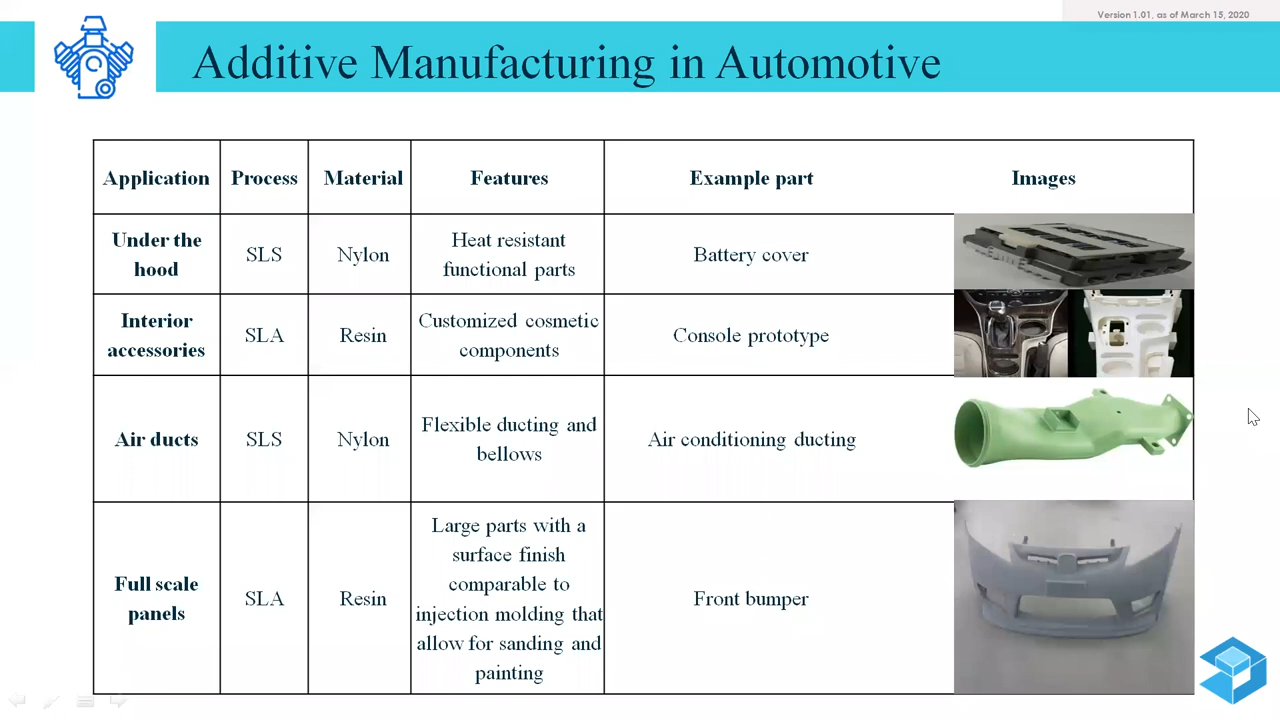 Version 1.01, as of March 15, 2020
Additive Manufacturing in Automotive
Application Process Material Features Example part Images
Under the
hood
SLS
Nylon
Heat resistant
functional parts
Battery cover
Interior
accessories
SLA
Resin
Customized cosmetic
components
Console prototype
Air ducts
SLS
Nylon
Flexible ducting and
bellows
Air conditioning ducting
Full scale
panels
SLA
Resin
Large parts with a
surface finish
comparable to
injection molding that
allow for sanding and
painting
Front bumper